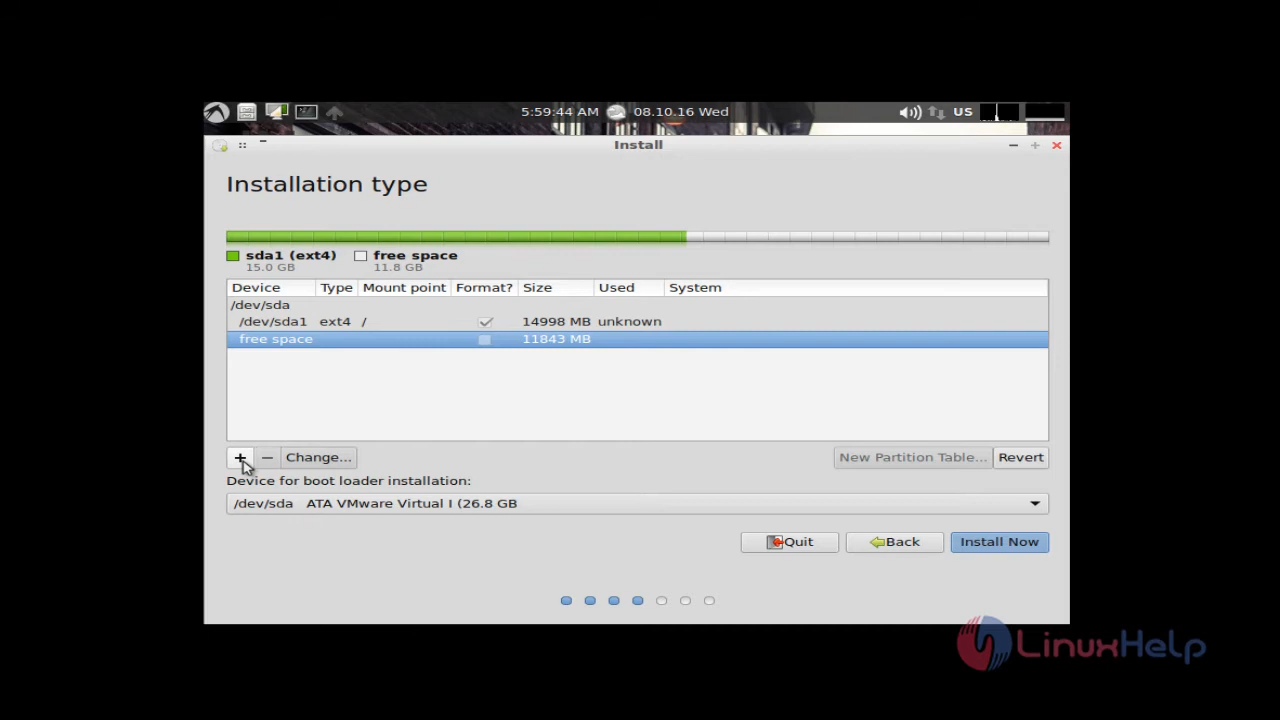 5:59:44 AM 08.10.16 Wed US
Install
Installation type
sda1 (ext4) free space
15.0 GB 11.8 GB
Device Type Mount point Format? Size Used System
/dev/sda
/dev/sda1 ext4 / 14998 MB unknown
free space 11843 MB
+ − Change... New Partition Table... Revert
Device for boot loader installation:
/dev/sda ATA VMware Virtual I (26.8 GB
Quit Back Install Now
LinuxHelp